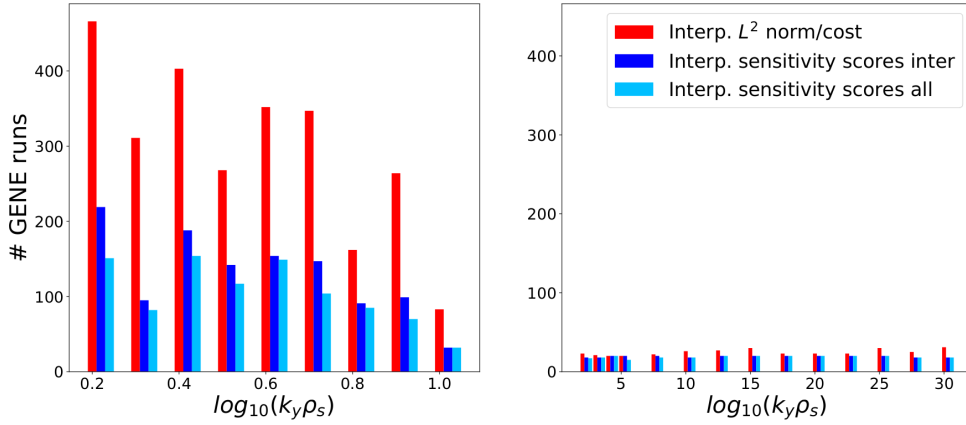 # GENE runs
400
300
200
100
0
0.2 0.4 0.6 0.8 1.0
log₁₀(k_yρ_s)
Interp. L² norm/cost
Interp. sensitivity scores inter
Interp. sensitivity scores all
400
300
200
100
0
5 10 15 20 25 30
log₁₀(k_yρ_s)